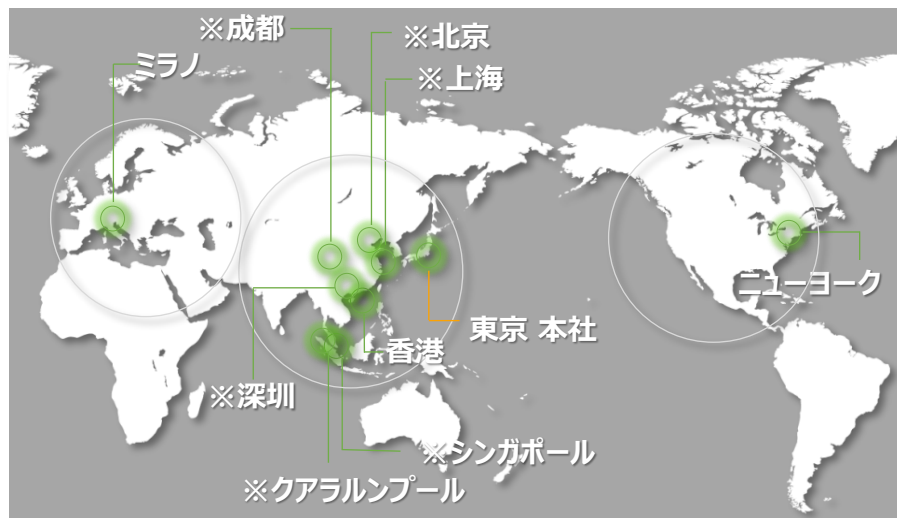 ※成都
※北京
ミラノ
※上海
ニューヨーク
東京 本社
香港
※深圳
※シンガポール
※クアラルンプール